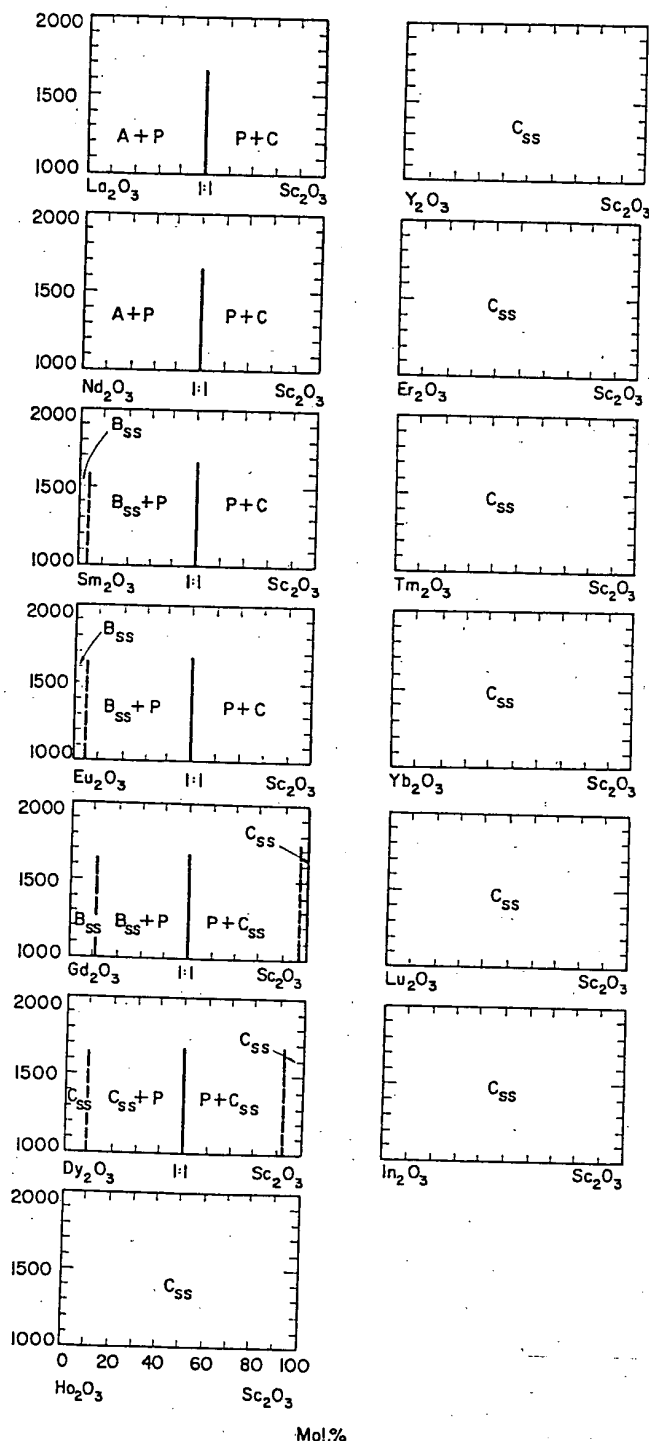 2000
1500
1000
A+P P+C
La₂O₃ 1:1 Sc₂O₃
2000
1500
1000
A+P P+C
Nd₂O₃ 1:1 Sc₂O₃
2000
1500
1000
Bss
Bss+P P+C
Sm₂O₃ 1:1 Sc₂O₃
2000
1500
1000
Bss
Bss+P P+C
Eu₂O₃ 1:1 Sc₂O₃
2000
1500
1000
Css
Bss Bss+P P+Css
Gd₂O₃ 1:1 Sc₂O₃
2000
1500
1000
Css
Css Css+P P+Css
Dy₂O₃ 1:1 Sc₂O₃
2000
1500
1000
Css
0 20 40 60 80 100
Ho₂O₃ Sc₂O₃
Css
Y₂O₃ Sc₂O₃
Css
Er₂O₃ Sc₂O₃
Css
Tm₂O₃ Sc₂O₃
Css
Yb₂O₃ Sc₂O₃
Css
Lu₂O₃ Sc₂O₃
Css
In₂O₃ Sc₂O₃
Mol.%